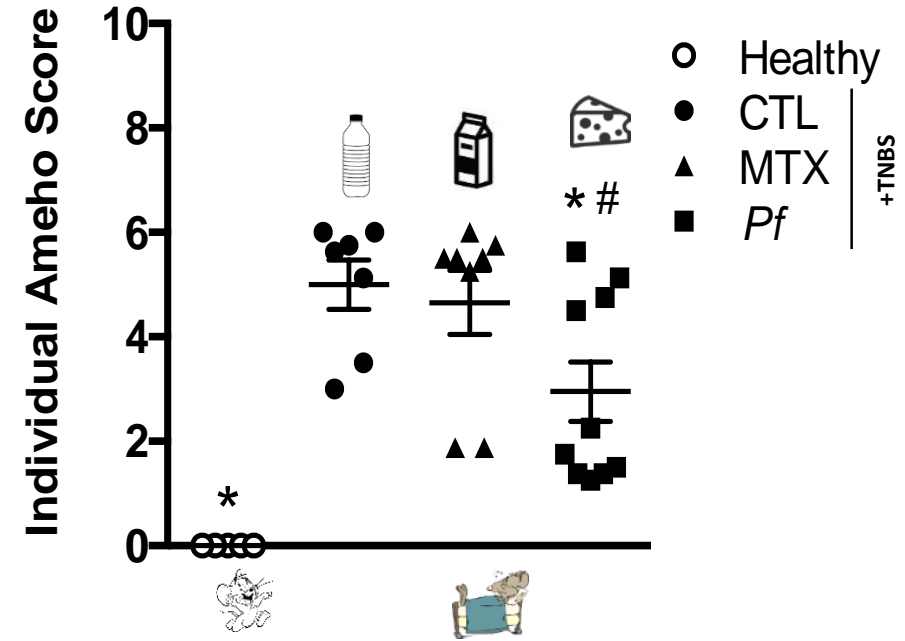 Individual Ameho Score
10
8
6
4
2
0
*
* #
Healthy
CTL
MTX
Pf
+TNBS